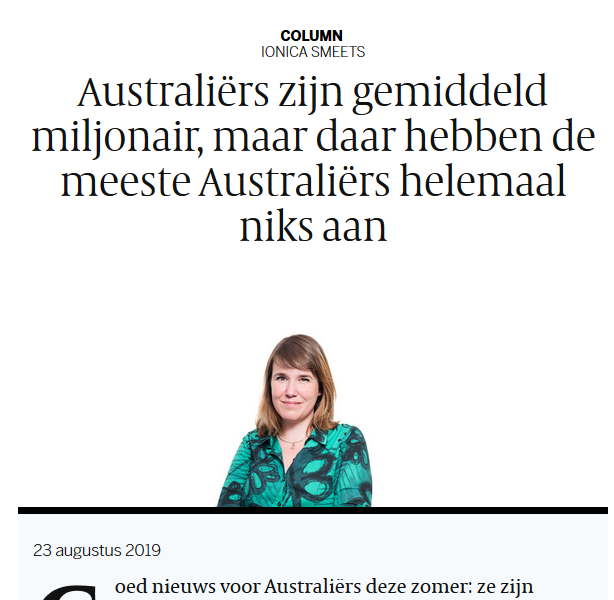 COLUMN
IONICA SMEETS
Australiërs zijn gemiddeld
miljonair, maar daar hebben de
meeste Australiërs helemaal
niks aan
23 augustus 2019
Goed nieuws voor Australiërs deze zomer: ze zijn